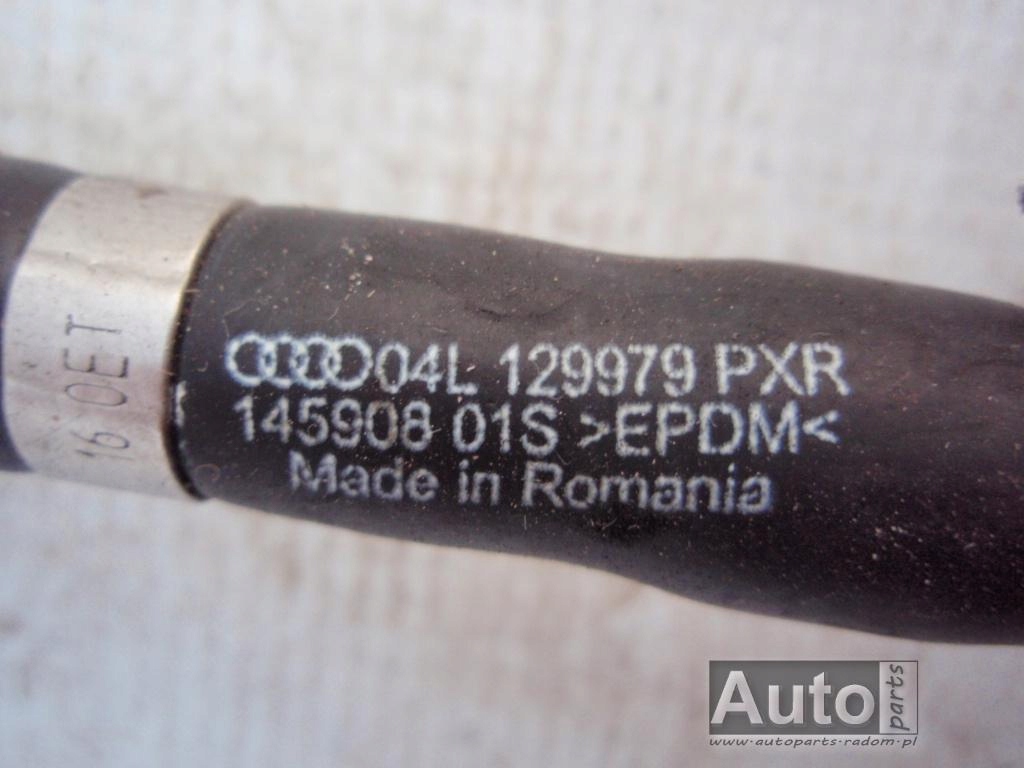 16 OET
04L 129979 PXR
145908 01S >EPDM<
Made in Romania
Auto parts
www.autoparts-radom.pl